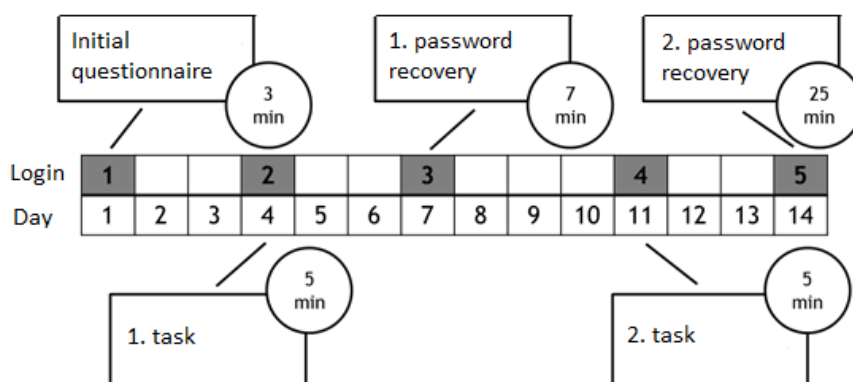 Initial
questionnaire
3
min
1. password
recovery
7
min
2. password
recovery
25
min
Login 1 2 3 4 5
Day 1 2 3 4 5 6 7 8 9 10 11 12 13 14
5
min
1. task
5
min
2. task